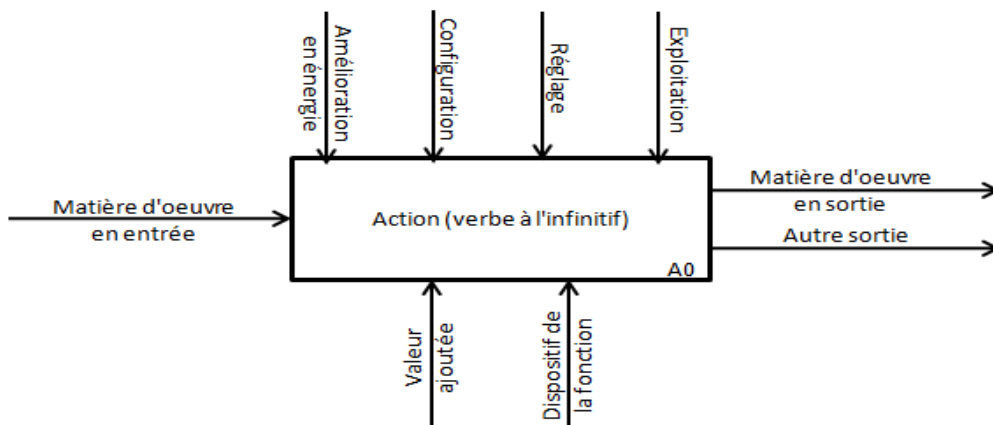 Amélioration
en énergie
Configuration
Réglage
Exploitation
Matière d'oeuvre
en entrée
Action (verbe à l'infinitif)
A0
Matière d'oeuvre
en sortie
Autre sortie
Valeur
ajoutée
Dispositif de
la fonction